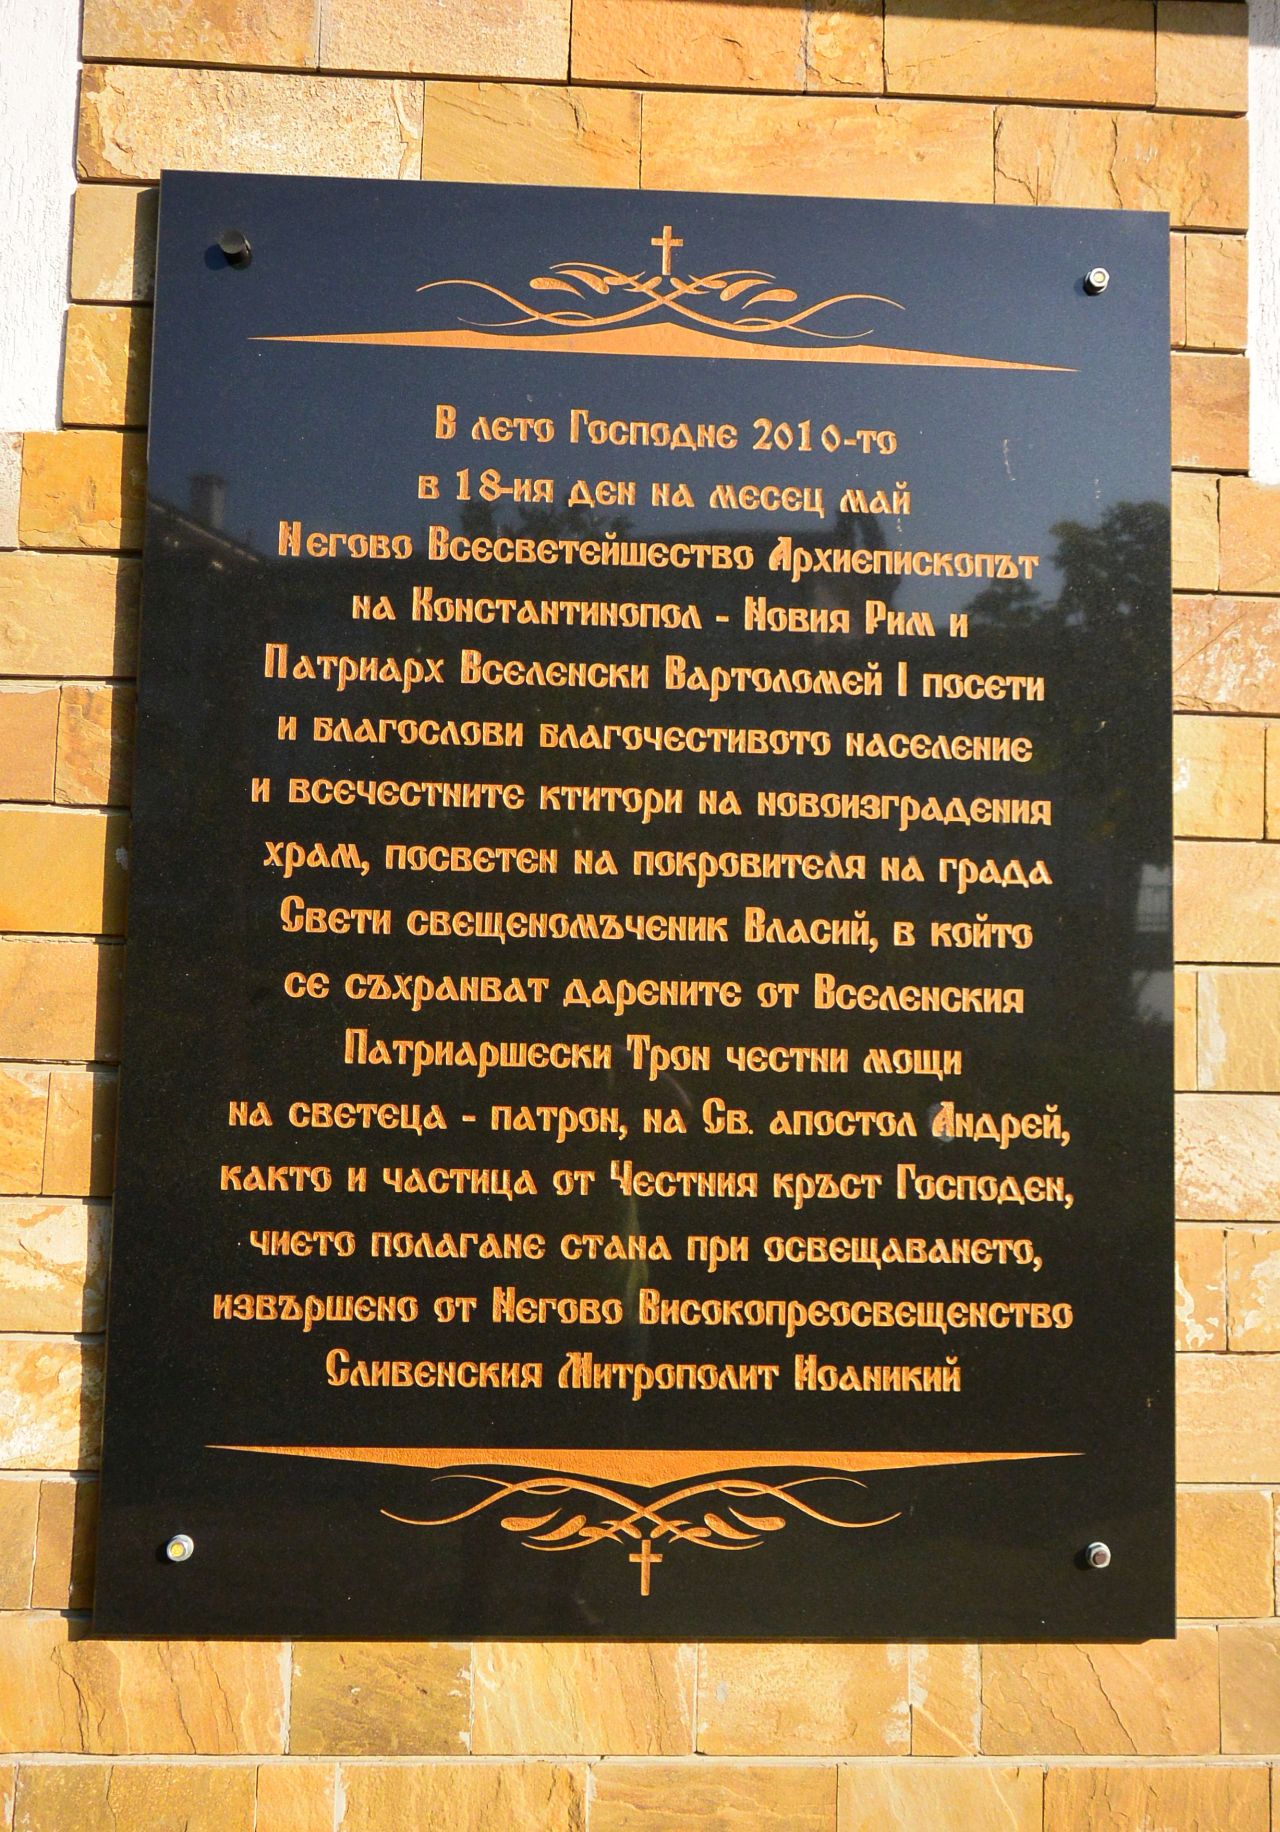 В лето Господне 2010-то
в 18-ия ден на месец май
Негово Всесветейшество Архиепископът
на Константинопол - Новия Рим и
Патриарх Вселенски Вартоломей I посети
и благослови благочестивото население
и всечестните ктитори на новоизградения
храм, посветен на покровителя на града
Свети свещеномъченик Власий, в който
се съхранват дарените от Вселенския
Патриаршески Трон честни мощи
на светеца - патрон, на Св. апостол Андрей,
както и частица от Честния кръст Господен,
чието полагане стана при освещаването,
извършено от Негово Високопреосвещенство
Сливенския Митрополит Иоаникий